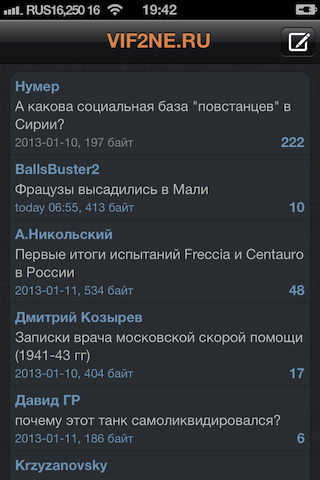 RUS16,250 16 19:42
VIF2NE.RU
Нумер
А какова социальная база "повстанцев" в
Сирии?
2013-01-10, 197 байт 222
BallsBuster2
Фрацузы высадились в Мали
today 06:55, 413 байт 10
А.Никольский
Первые итоги испытаний Freccia и Centauro
в России
2013-01-11, 534 байт 48
Дмитрий Козырев
Записки врача московской скорой помощи
(1941-43 гг)
2013-01-10, 404 байт 17
Давид ГР
почему этот танк самоликвидировался?
2013-01-11, 186 байт 6
Krzyzanovsky